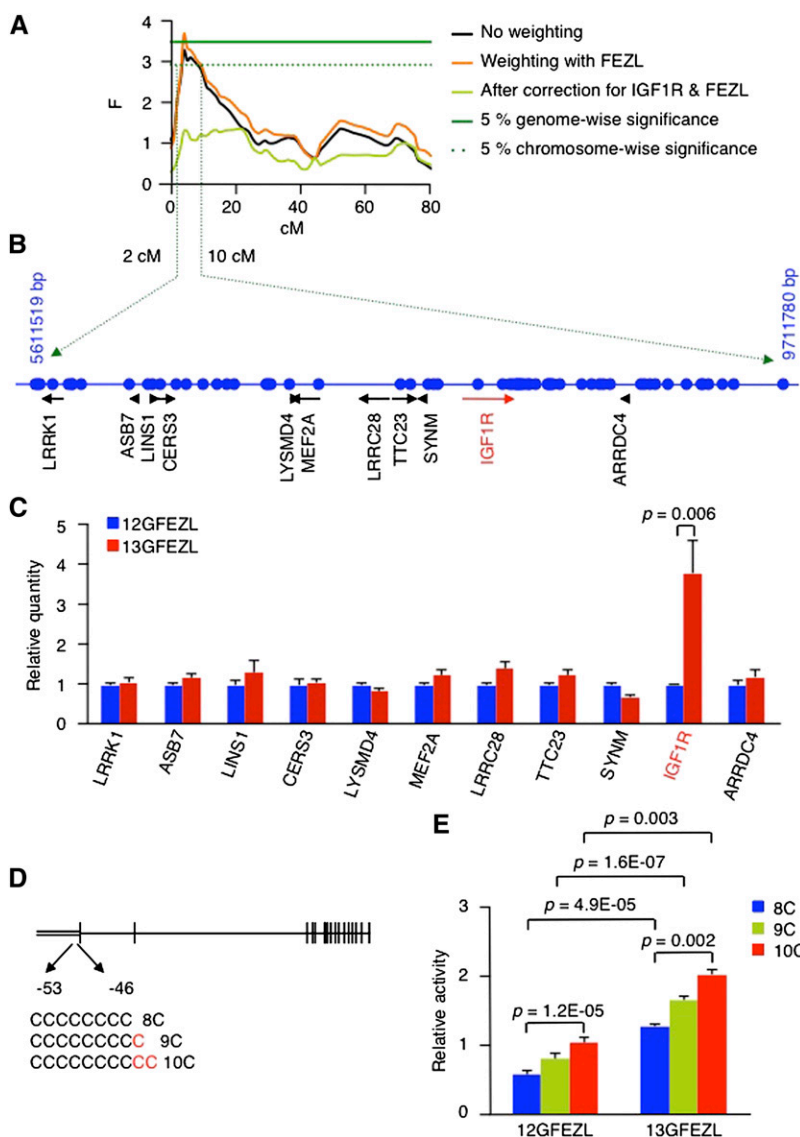 A
4
3
2
1
0
F
0 20 40 60 80
cM
No weighting
Weighting with FEZL
After correction for IGF1R & FEZL
5 % genome-wise significance
5 % chromosome-wise significance
B
2 cM
10 cM
5611519 bp
9711780 bp
LRRK1
ASB7
LINS1
CERS3
LYSMD4
MEF2A
LRRC28
TTC23
SYNM
IGF1R
ARRDC4
C
12GFEZL
13GFEZL
p = 0.006
Relative quantity
5
4
3
2
1
0
LRRK1
ASB7
LINS1
CERS3
LYSMD4
MEF2A
LRRC28
TTC23
SYNM
IGF1R
ARRDC4
D
-53 -46
CCCCCCCC 8C
CCCCCCCCC 9C
CCCCCCCCCC 10C
E
p = 0.003
p = 1.6E-07
p = 4.9E-05
p = 0.002
p = 1.2E-05
8C
9C
10C
Relative activity
3
2
1
0
12GFEZL 13GFEZL